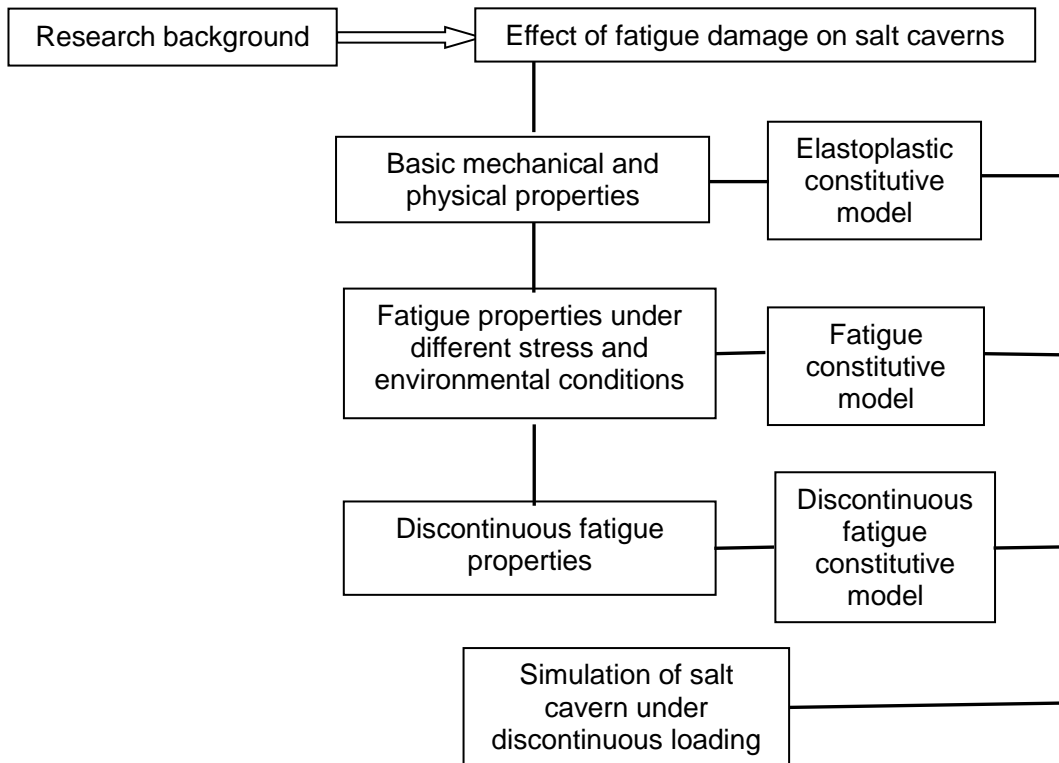 Research background
Effect of fatigue damage on salt caverns
Basic mechanical and
physical properties
Elastoplastic
constitutive
model
Fatigue properties under
different stress and
environmental conditions
Fatigue
constitutive
model
Discontinuous fatigue
properties
Discontinuous
fatigue
constitutive
model
Simulation of salt
cavern under
discontinuous loading